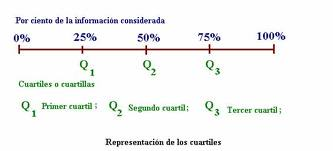 Por ciento de la información considerada
0% 25% 50% 75% 100%
Q1 Q2 Q3
Cuartiles o cuartillas
Q1 Primer cuartil; Q2 Segundo cuartil; Q3 Tercer cuartil;
Representación de los cuartiles